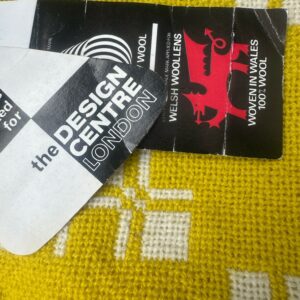 ed
for
the DESIGN
CENTRE
LONDON
WOOL
WELSH WOOLLENS
WOVEN IN WALES
100% WOOL